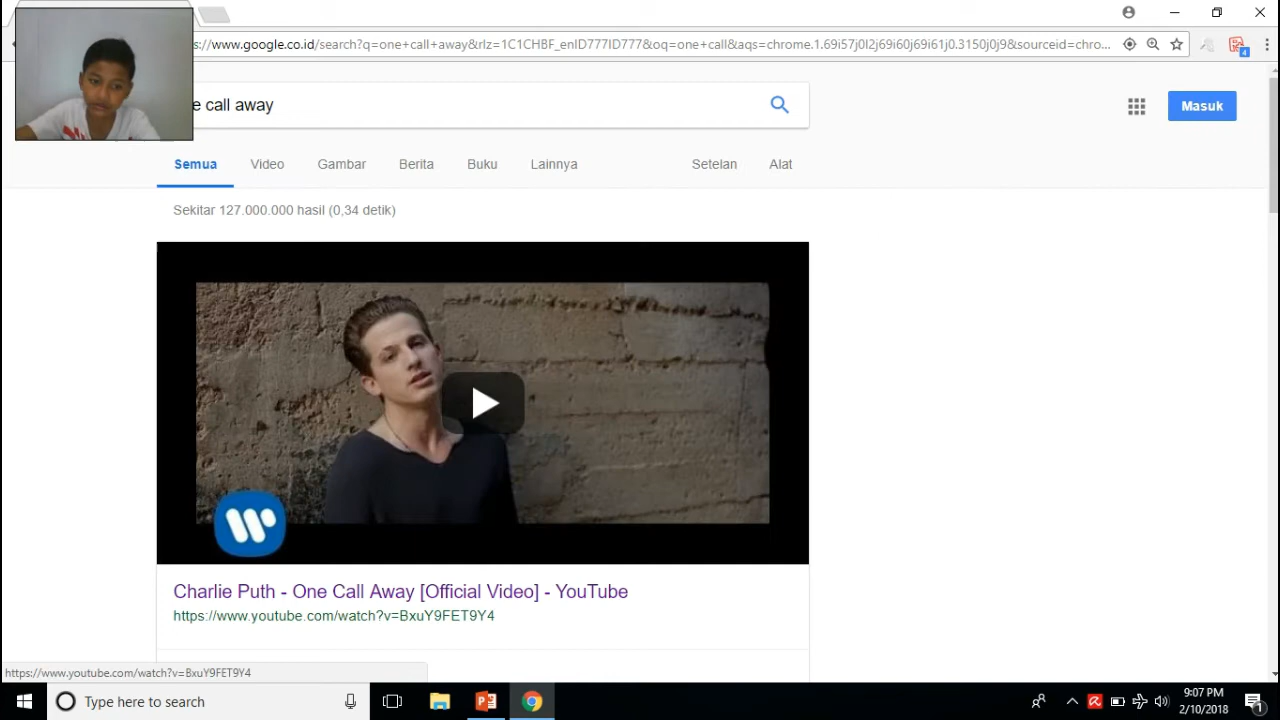 https://www.google.co.id/search?q=one+call+away&rlz=1C1CHBF_enID777ID777&oq=one+call&aqs=chrome.1.69i57j0l2j69i60j69i61j0.3150j0j9&sourceid=chro...
e call away
Masuk
Semua Video Gambar Berita Buku Lainnya Setelan Alat
Sekitar 127.000.000 hasil (0,34 detik)
Charlie Puth - One Call Away [Official Video] - YouTube
https://www.youtube.com/watch?v=BxuY9FET9Y4
https://www.youtube.com/watch?v=BxuY9FET9Y4
Type here to search
9:07 PM
2/10/2018